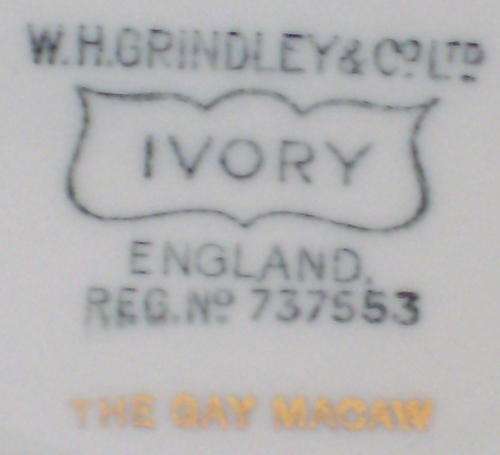 W.H.GRINDLEY & Cº LTD
IVORY
ENGLAND.
REG. Nº 737553
THE GAY MACAW